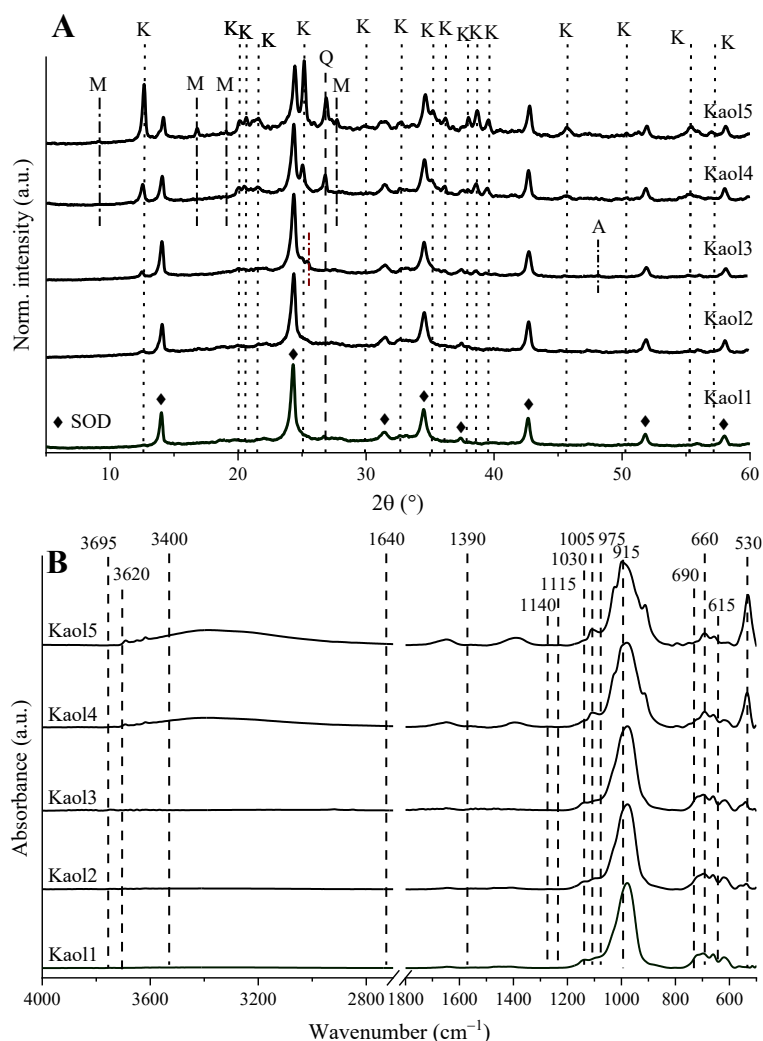 A
K K K K K K K K K K K K K K K K K
Q
M M M M
Kaol5
Kaol4
A
Kaol3
Kaol2
Kaol1
♦ SOD
Norm. intensity (a.u.)
10 20 30 40 50 60
2θ (°)
B
3695 3400 1640 1390 1005 975 660 530
3620 1030 915 690
1115
1140 615
Kaol5
Kaol4
Kaol3
Kaol2
Kaol1
Absorbance (a.u.)
4000 3600 3200 2800 1800 1600 1400 1200 1000 800 600
Wavenumber (cm⁻¹)